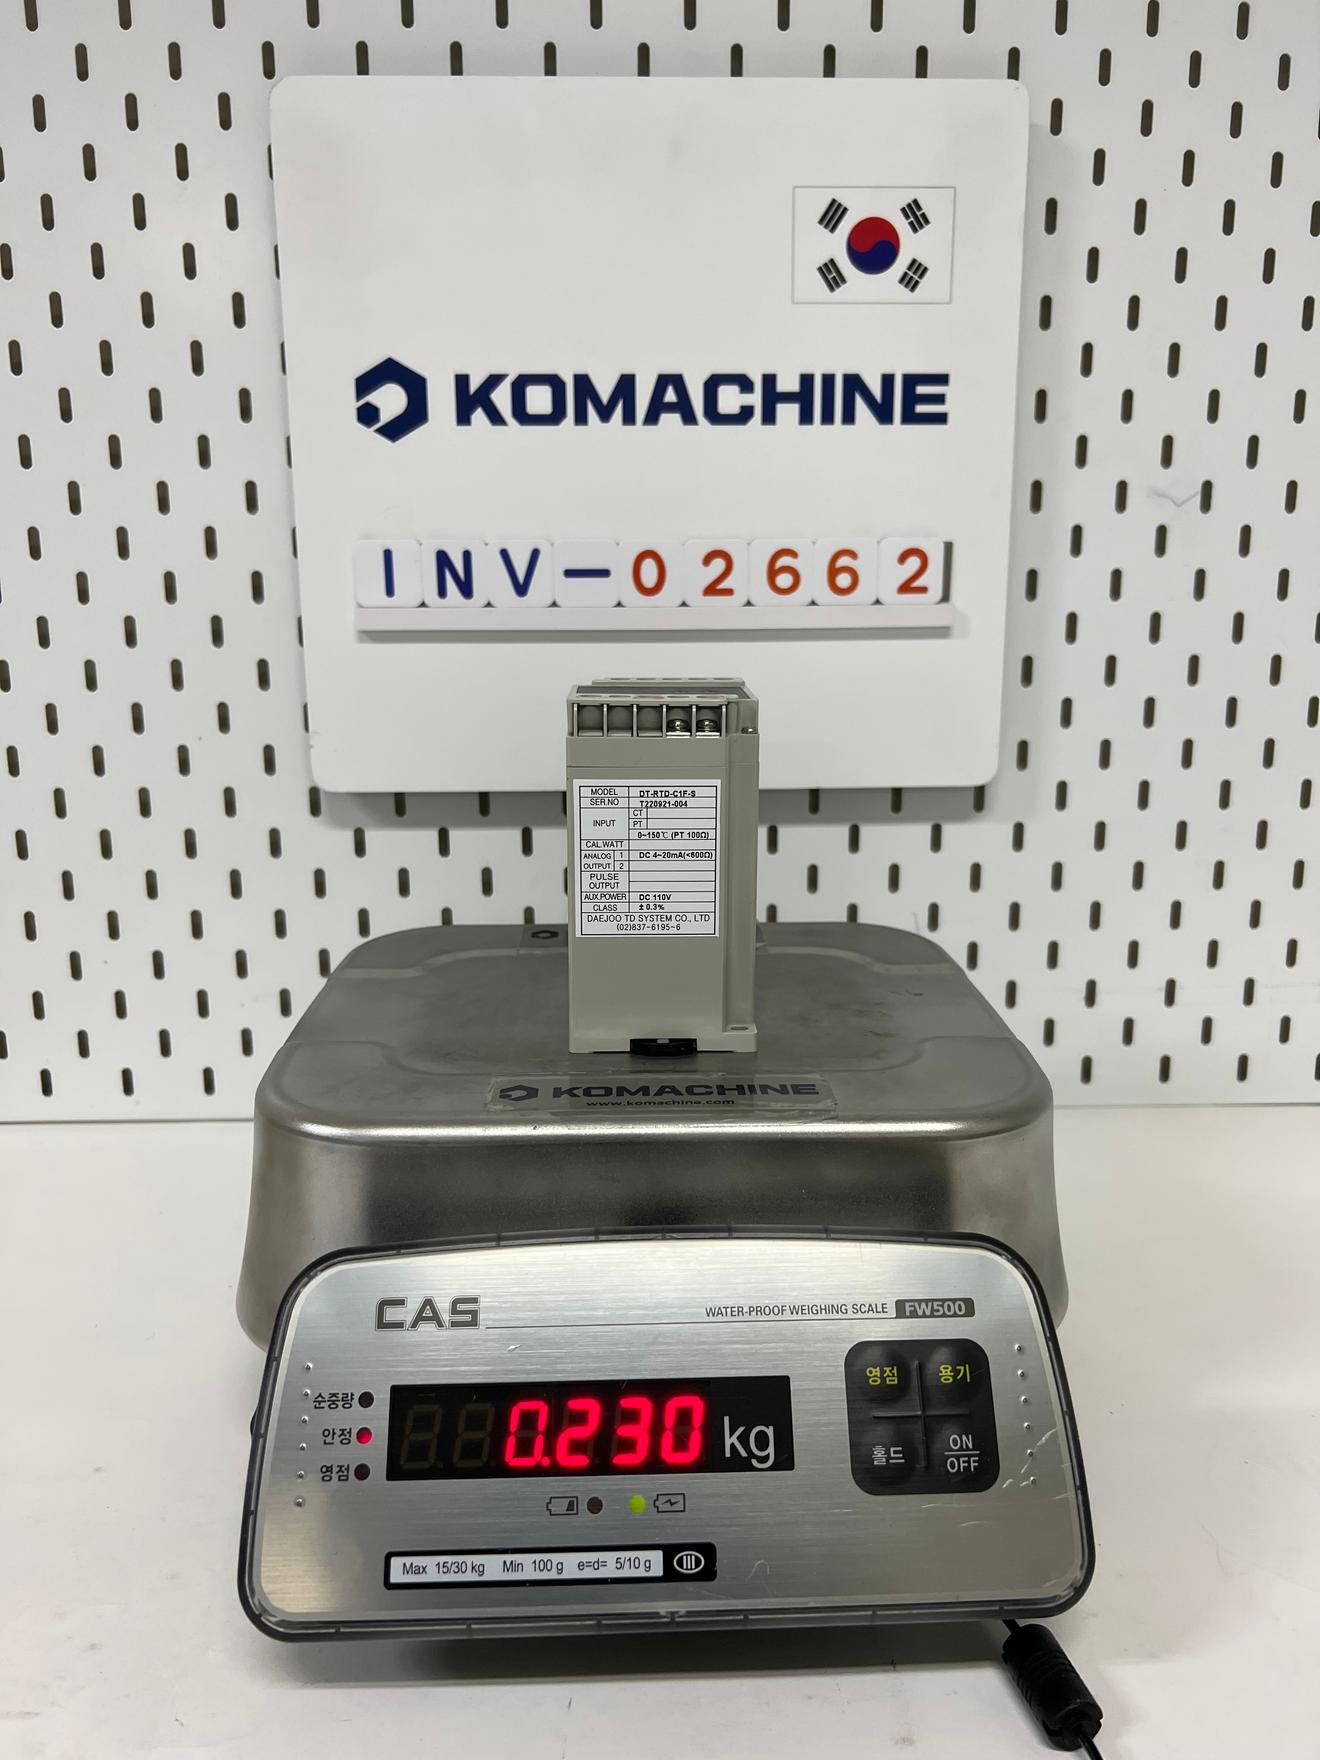 KOMACHINE
INV-02662
MODEL DT-RTD-C1F-S
SER.NO T220921-004
INPUT CT
PT
0~150℃ (PT 100Ω)
CAL.WATT
ANALOG OUTPUT 1 DC 4~20mA(<600Ω)
2
PULSE OUTPUT
AUX.POWER DC 110V
CLASS ± 0.3%
DAEJOO TD SYSTEM CO., LTD
(02)837-6195~6
KOMACHINE
www.komachine.com
CAS
WATER-PROOF WEIGHING SCALE FW500
순중량
안정
영점
0.230 kg
영점 용기
홀드 ON/OFF
Max 15/30 kg Min 100 g e=d= 5/10 g III